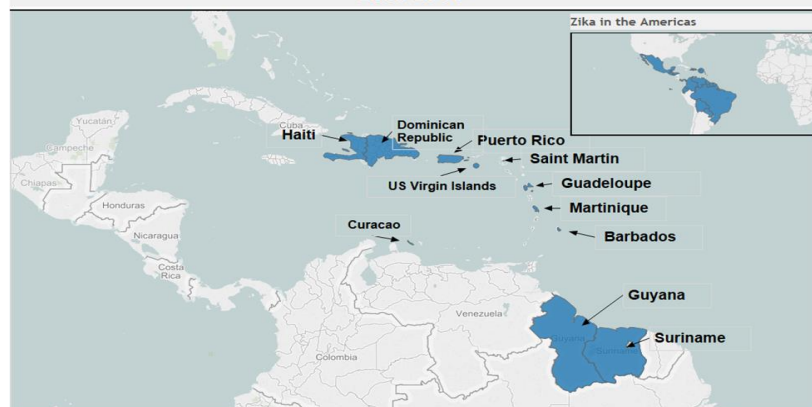 Zika in the Americas
Cuba
Yucatán
Campeche
Chiapas
Haiti
Dominican
Republic
Puerto Rico
Saint Martin
US Virgin Islands
Guadeloupe
Martinique
Barbados
Honduras
Nicaragua
Costa
Rica
Curacao
Guyana
Suriname
Venezuela
Guyana
Suriname
Colombia